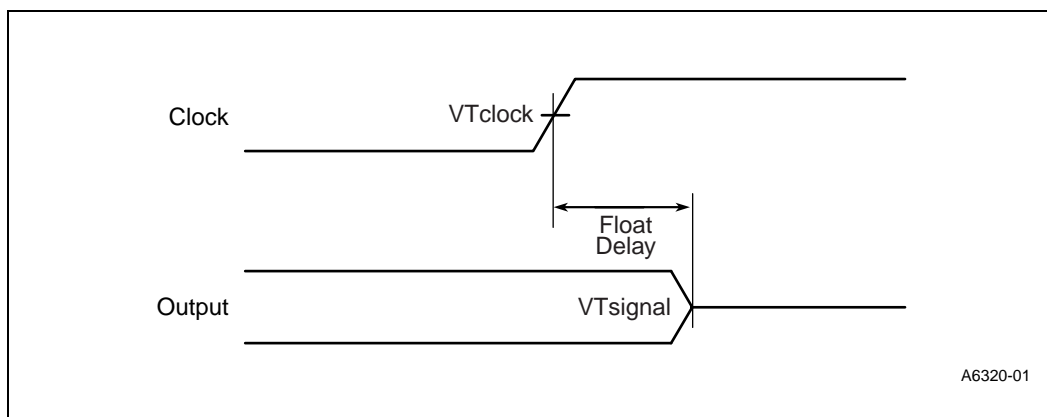 Clock
VTclock
Float
Delay
Output
VTsignal
A6320-01